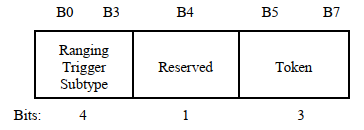 B0 B3 B4 B5 B7
Ranging
Trigger
Subtype
Reserved
Token
Bits: 4 1 3